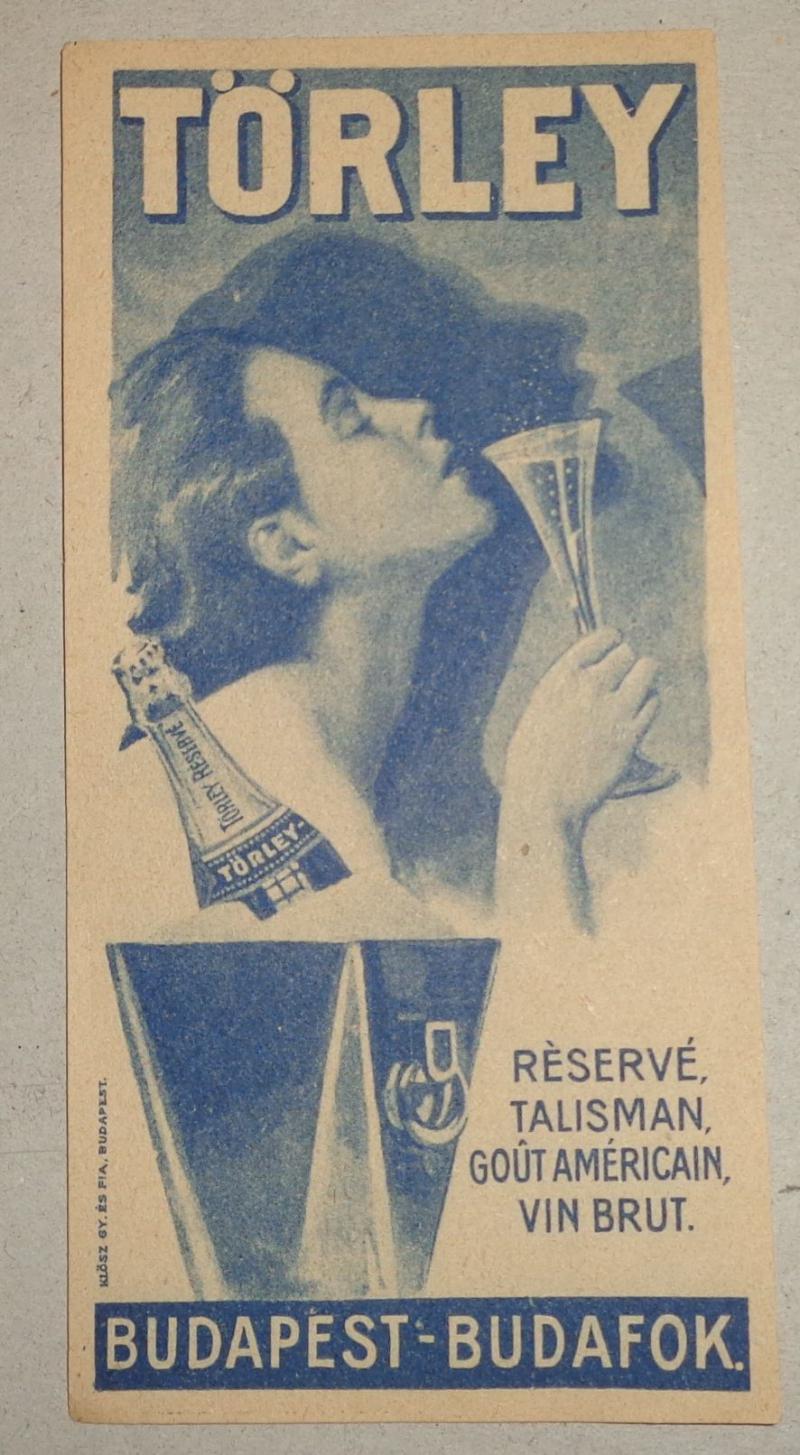 TÖRLEY
TÖRLEY RÉSERVÉ
TÖRLEY-
RÈSERVÉ,
TALISMAN,
GOÛT AMÉRICAIN,
VIN BRUT.
KLÖSZ GY. ÉS FIA, BUDAPEST.
BUDAPEST-BUDAFOK.